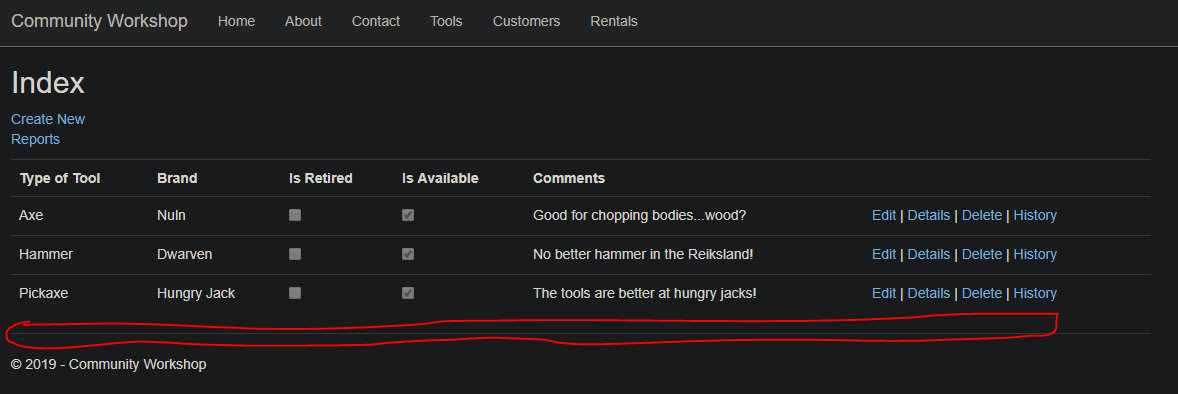 Community Workshop Home About Contact Tools Customers Rentals
Index
Create New
Reports
Type of Tool Brand Is Retired Is Available Comments
Axe Nuln Good for chopping bodies...wood? Edit | Details | Delete | History
Hammer Dwarven No better hammer in the Reiksland! Edit | Details | Delete | History
Pickaxe Hungry Jack The tools are better at hungry jacks! Edit | Details | Delete | History
© 2019 - Community Workshop